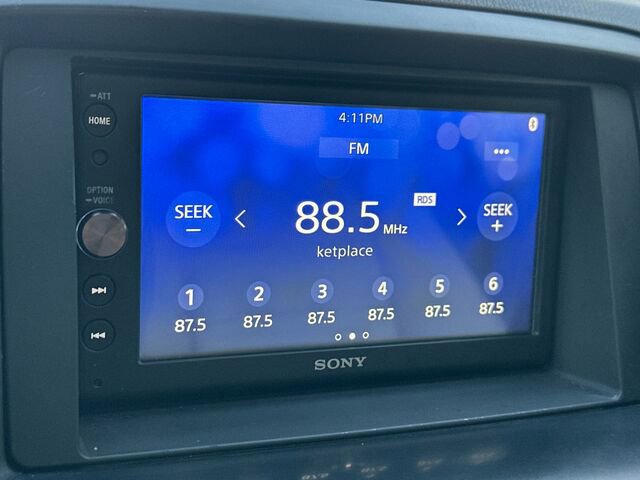 ATT
HOME
OPTION
VOICE
4:11PM
FM
•••
SEEK
−
<
88.5 MHz
RDS
>
SEEK
+
ketplace
1 2 3 4 5 6
87.5 87.5 87.5 87.5 87.5 87.5
SONY